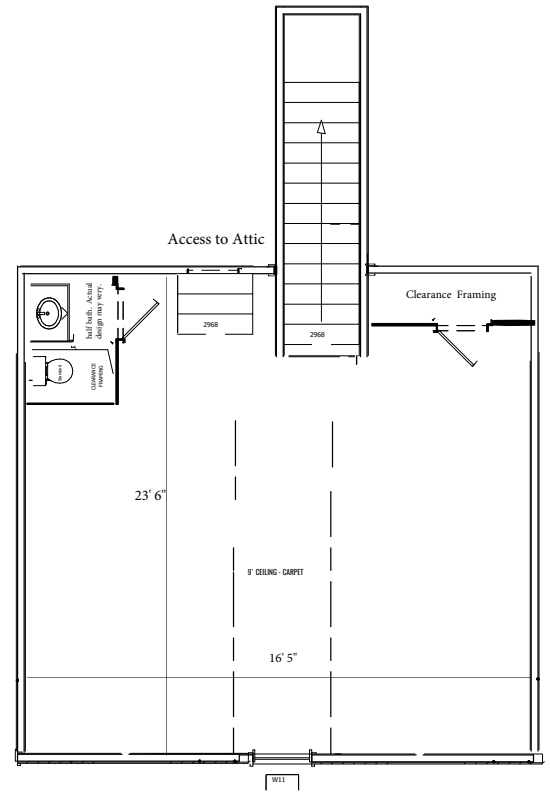 Access to Attic
Clearance Framing
half bath. Actual
design may very.
2968
2968
Standard
CLEARANCE
FRAMING
23' 6"
9' CEILING - CARPET
16' 5"
W11